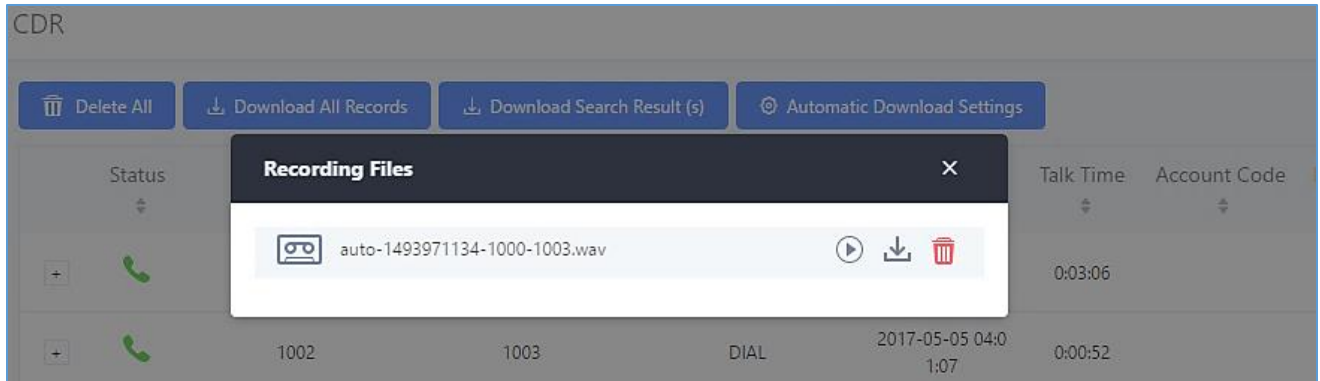 CDR
Delete All
Download All Records
Download Search Result (s)
Automatic Download Settings
Recording Files
Status
Talk Time
Account Code
auto-1493971134-1000-1003.wav
0:03:06
1002
1003
DIAL
2017-05-05 04:0
1:07
0:00:52